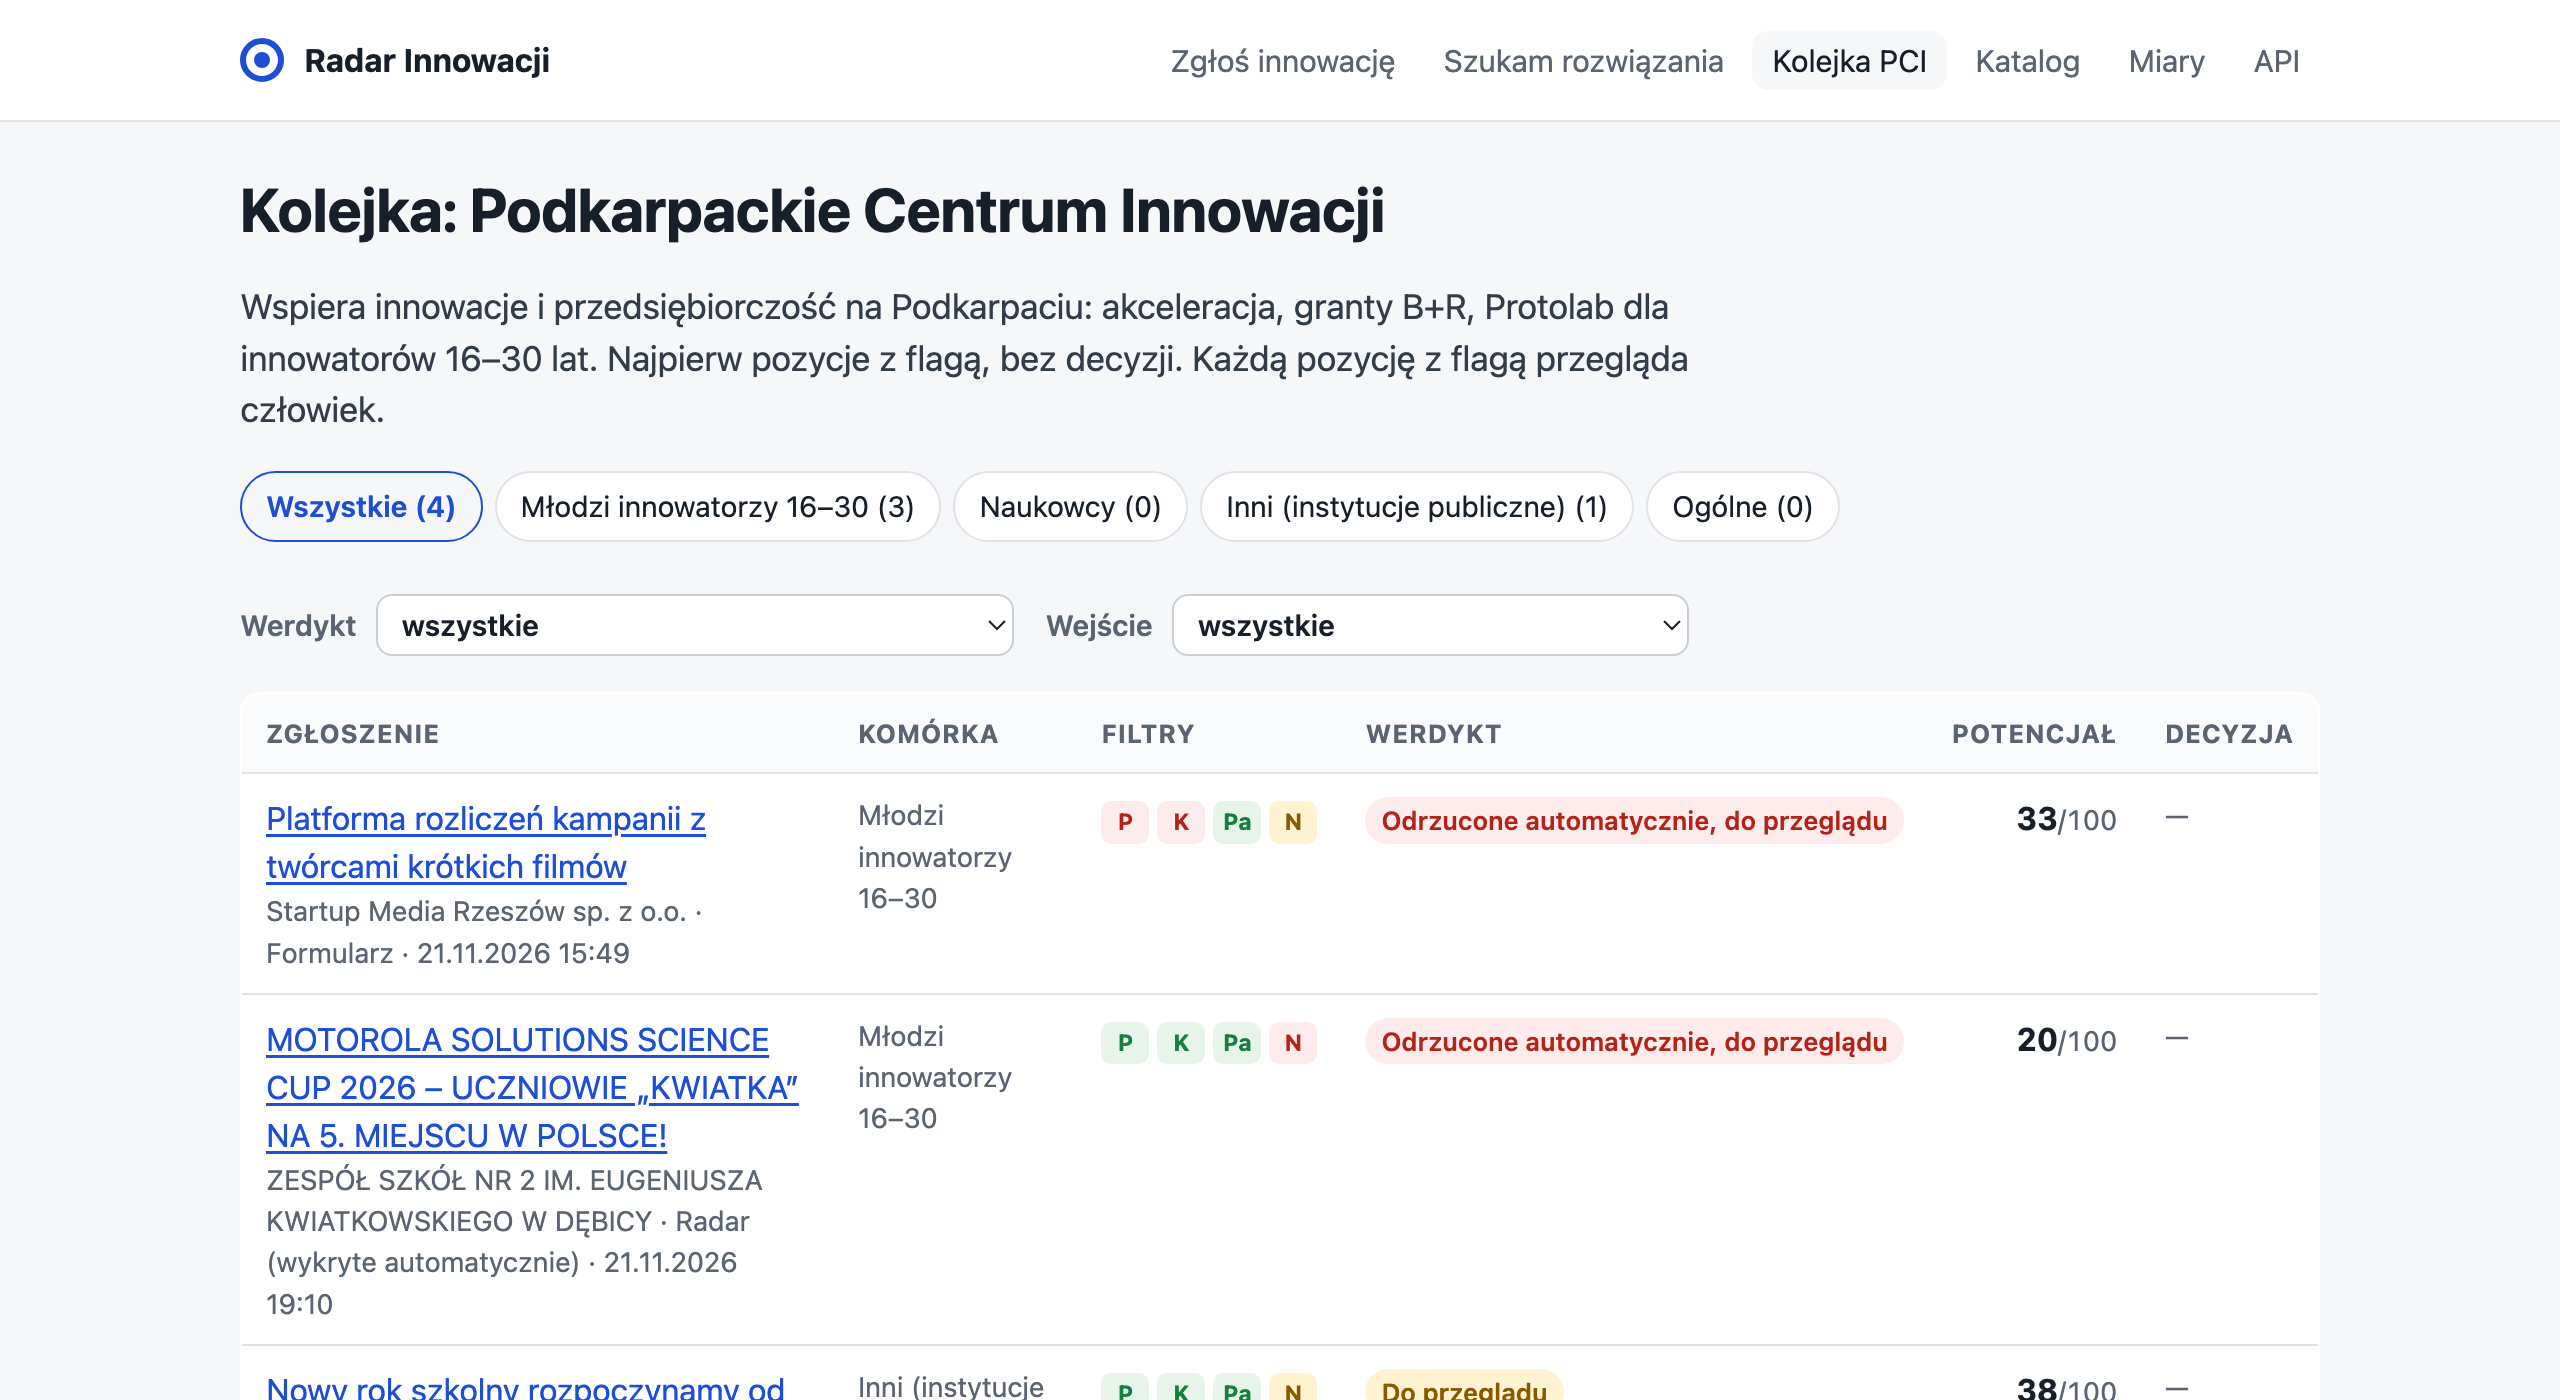 Radar Innowacji
Zgłoś innowację
Szukam rozwiązania
Kolejka PCI
Katalog
Miary
API
Kolejka: Podkarpackie Centrum Innowacji
Wspiera innowacje i przedsiębiorczość na Podkarpaciu: akceleracja, granty B+R, Protolab dla
innowatorów 16–30 lat. Najpierw pozycje z flagą, bez decyzji. Każdą pozycję z flagą przegląda
człowiek.
Wszystkie (4)
Młodzi innowatorzy 16–30 (3)
Naukowcy (0)
Inni (instytucje publiczne) (1)
Ogólne (0)
Werdykt
wszystkie
Wejście
wszystkie
ZGŁOSZENIE
KOMÓRKA
FILTRY
WERDYKT
POTENCJAŁ
DECYZJA
Platforma rozliczeń kampanii z
twórcami krótkich filmów
Startup Media Rzeszów sp. z o.o. ·
Formularz · 21.11.2026 15:49
Młodzi
innowatorzy
16–30
P K Pa N
Odrzucone automatycznie, do przeglądu
33/100
—
MOTOROLA SOLUTIONS SCIENCE
CUP 2026 – UCZNIOWIE „KWIATKA”
NA 5. MIEJSCU W POLSCE!
ZESPÓŁ SZKÓŁ NR 2 IM. EUGENIUSZA
KWIATKOWSKIEGO W DĘBICY · Radar
(wykryte automatycznie) · 21.11.2026
19:10
Młodzi
innowatorzy
16–30
P K Pa N
Odrzucone automatycznie, do przeglądu
20/100
—
Nowy rok szkolny rozpoczynamy od
Inni (instytucje
P K Pa N
Do przeglądu
38/100
—